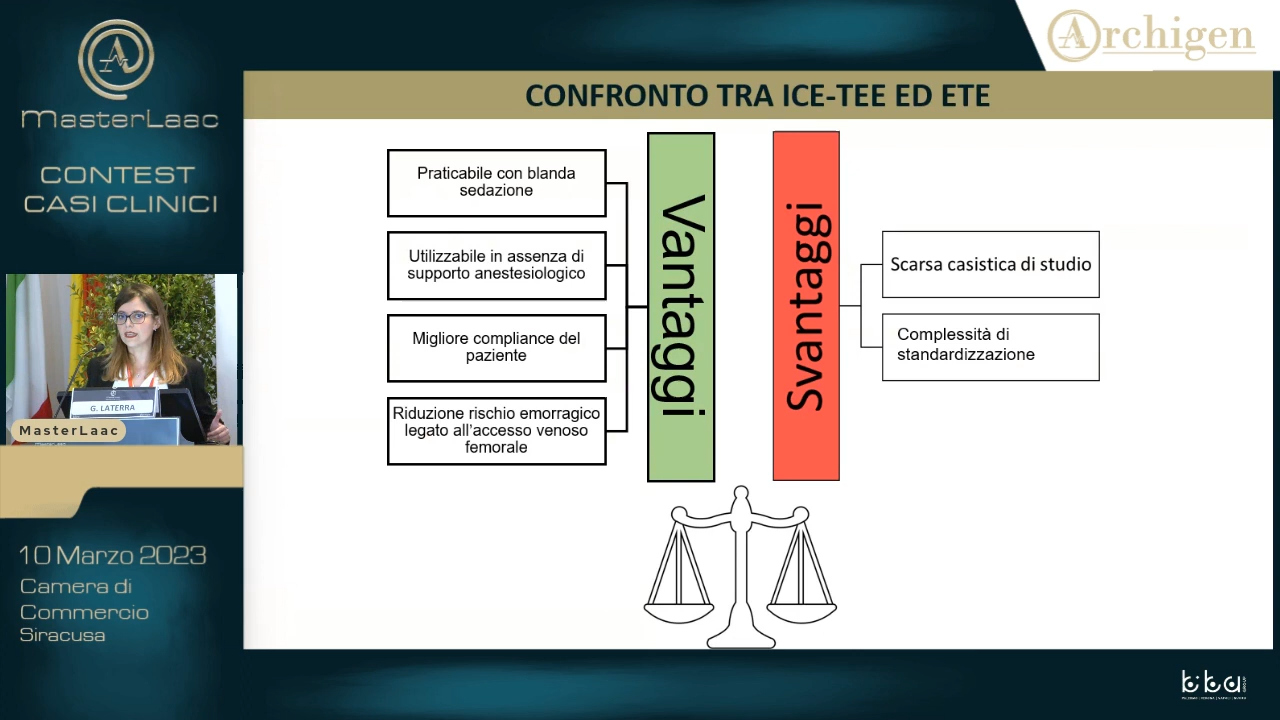 MasterLaac
CONTEST
CASI CLINICI
Archigen
CONFRONTO TRA ICE-TEE ED ETE
Praticabile con blanda
sedazione
Utilizzabile in assenza di
supporto anestesiologico
Migliore compliance del
paziente
Riduzione rischio emorragico
legato all'accesso venoso
femorale
Vantaggi
Svantaggi
Scarsa casistica di studio
Complessità di
standardizzazione
G. LATERRA
MasterLaac
10 Marzo 2023
Camera di
Commercio
Siracusa
bba